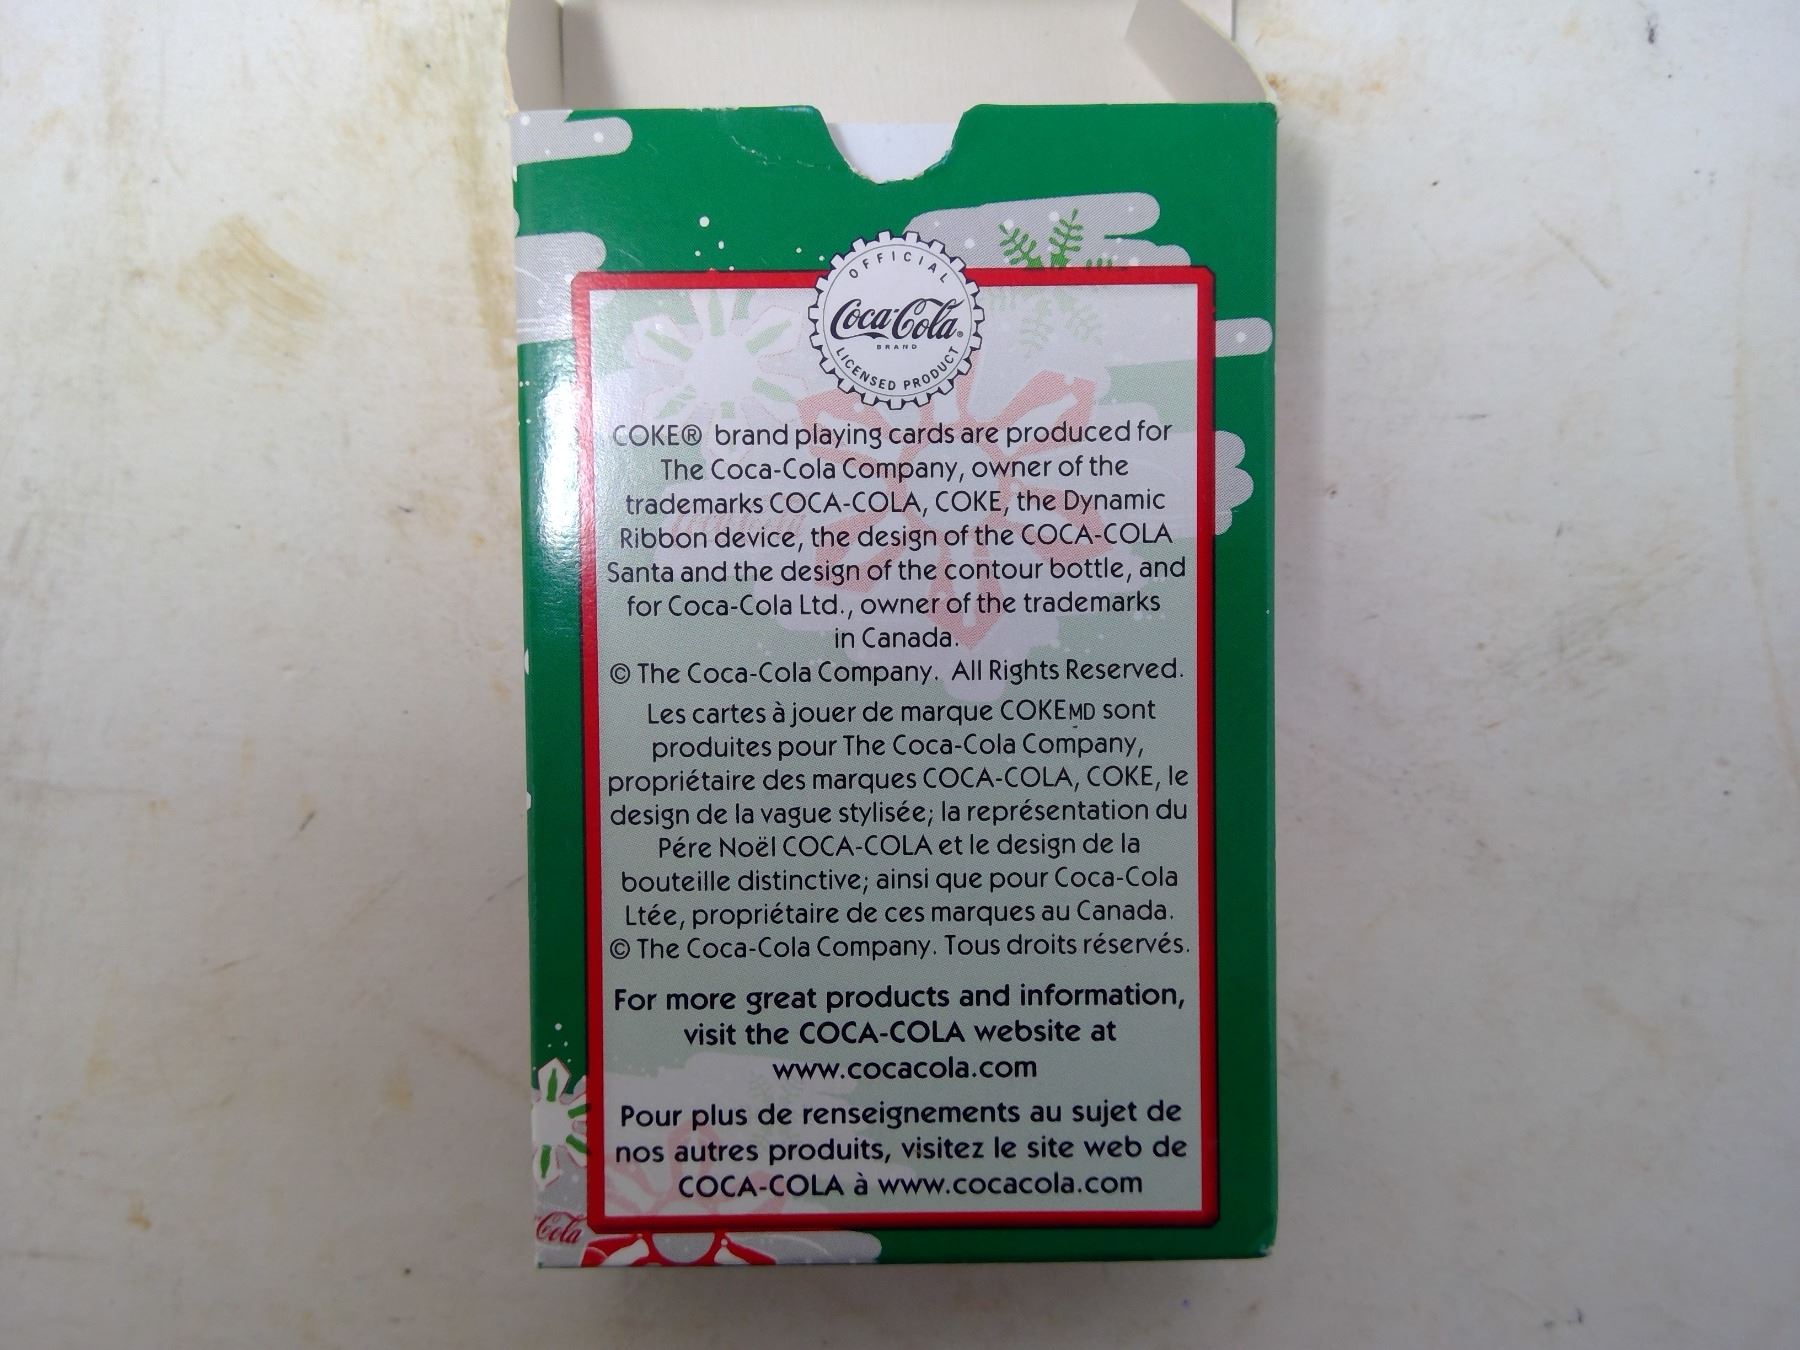 OFFICIAL
Coca-Cola®
BRAND
LICENSED PRODUCT
COKE® brand playing cards are produced for
The Coca-Cola Company, owner of the
trademarks COCA-COLA, COKE, the Dynamic
Ribbon device, the design of the COCA-COLA
Santa and the design of the contour bottle, and
for Coca-Cola Ltd., owner of the trademarks
in Canada.
© The Coca-Cola Company. All Rights Reserved.
Les cartes à jouer de marque COKEMD sont
produites pour The Coca-Cola Company,
propriétaire des marques COCA-COLA, COKE, le
design de la vague stylisée; la représentation du
Pére Noël COCA-COLA et le design de la
bouteille distinctive; ainsi que pour Coca-Cola
Ltée, propriétaire de ces marques au Canada.
© The Coca-Cola Company. Tous droits réservés.
For more great products and information,
visit the COCA-COLA website at
www.cocacola.com
Pour plus de renseignements au sujet de
nos autres produits, visitez le site web de
COCA-COLA à www.cocacola.com
Cola